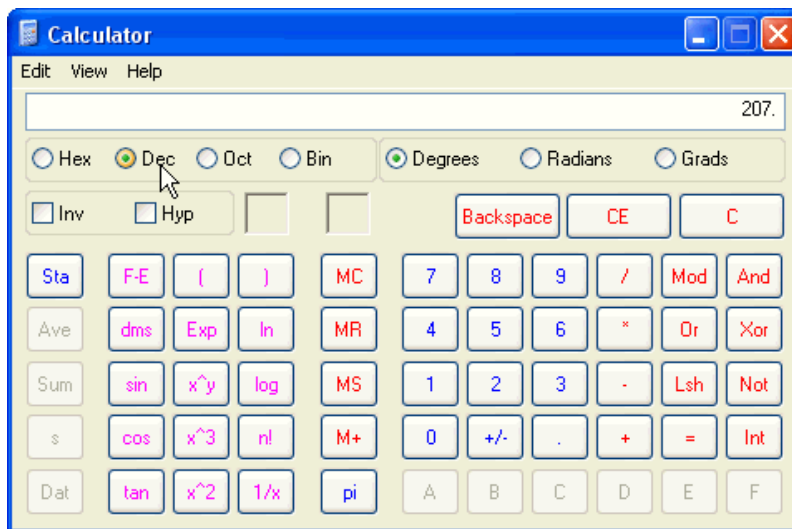 Calculator
Edit View Help
207.
Hex Dec Oct Bin Degrees Radians Grads
Inv Hyp Backspace CE C
Sta F-E ( ) MC 7 8 9 / Mod And
Ave dms Exp ln MR 4 5 6 * Or Xor
Sum sin x^y log MS 1 2 3 - Lsh Not
s cos x^3 n! M+ 0 +/- . + = Int
Dat tan x^2 1/x pi A B C D E F